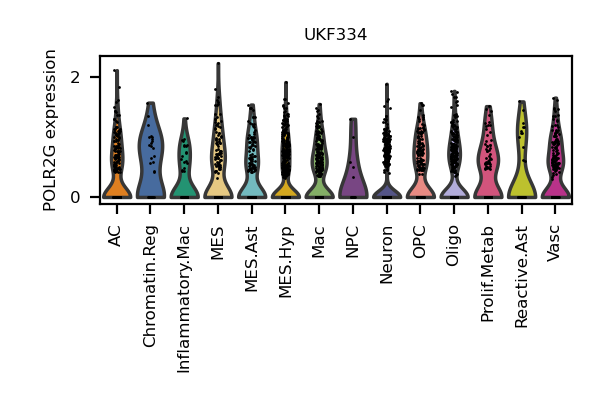 UKF334
POLR2G expression
2
0
AC
Chromatin.Reg
Inflammatory.Mac
MES
MES.Ast
MES.Hyp
Mac
NPC
Neuron
OPC
Oligo
Prolif.Metab
Reactive.Ast
Vasc